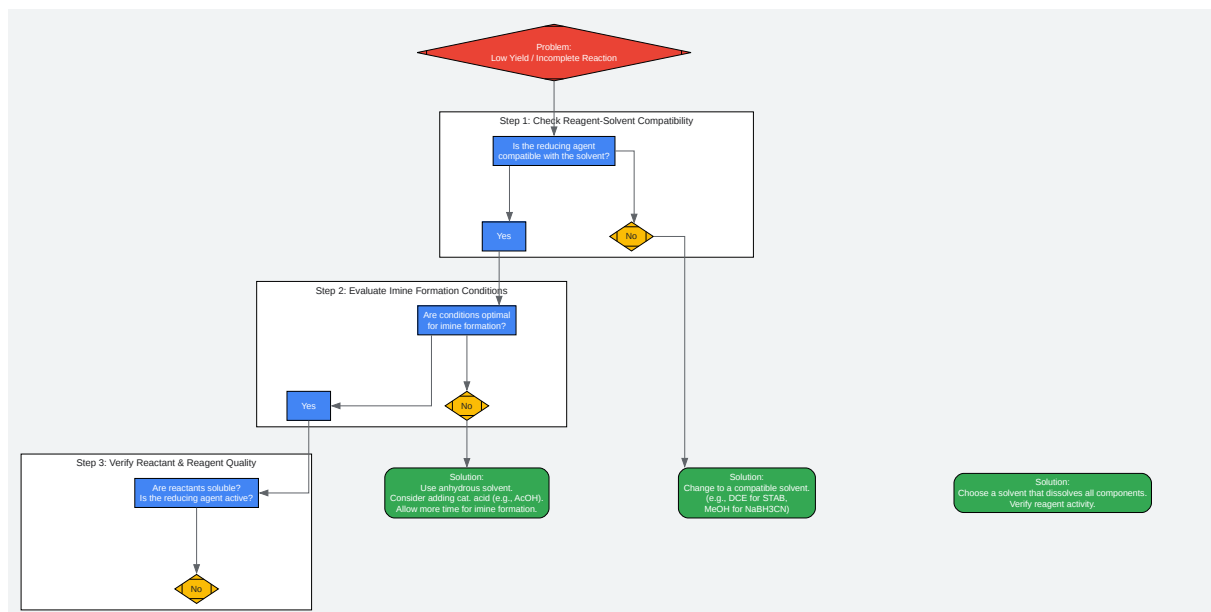 Problem:
Low Yield / Incomplete Reaction
Step 1: Check Reagent-Solvent Compatibility
Is the reducing agent
compatible with the solvent?
Yes
No
Step 2: Evaluate Imine Formation Conditions
Are conditions optimal
for imine formation?
Yes
No
Step 3: Verify Reactant & Reagent Quality
Are reactants soluble?
Is the reducing agent active?
No
Solution:
Use anhydrous solvent.
Consider adding cat. acid (e.g., AcOH).
Allow more time for imine formation.
Solution:
Change to a compatible solvent.
(e.g., DCE for STAB,
MeOH for NaBH3CN)
Solution:
Choose a solvent that dissolves all components.
Verify reagent activity.